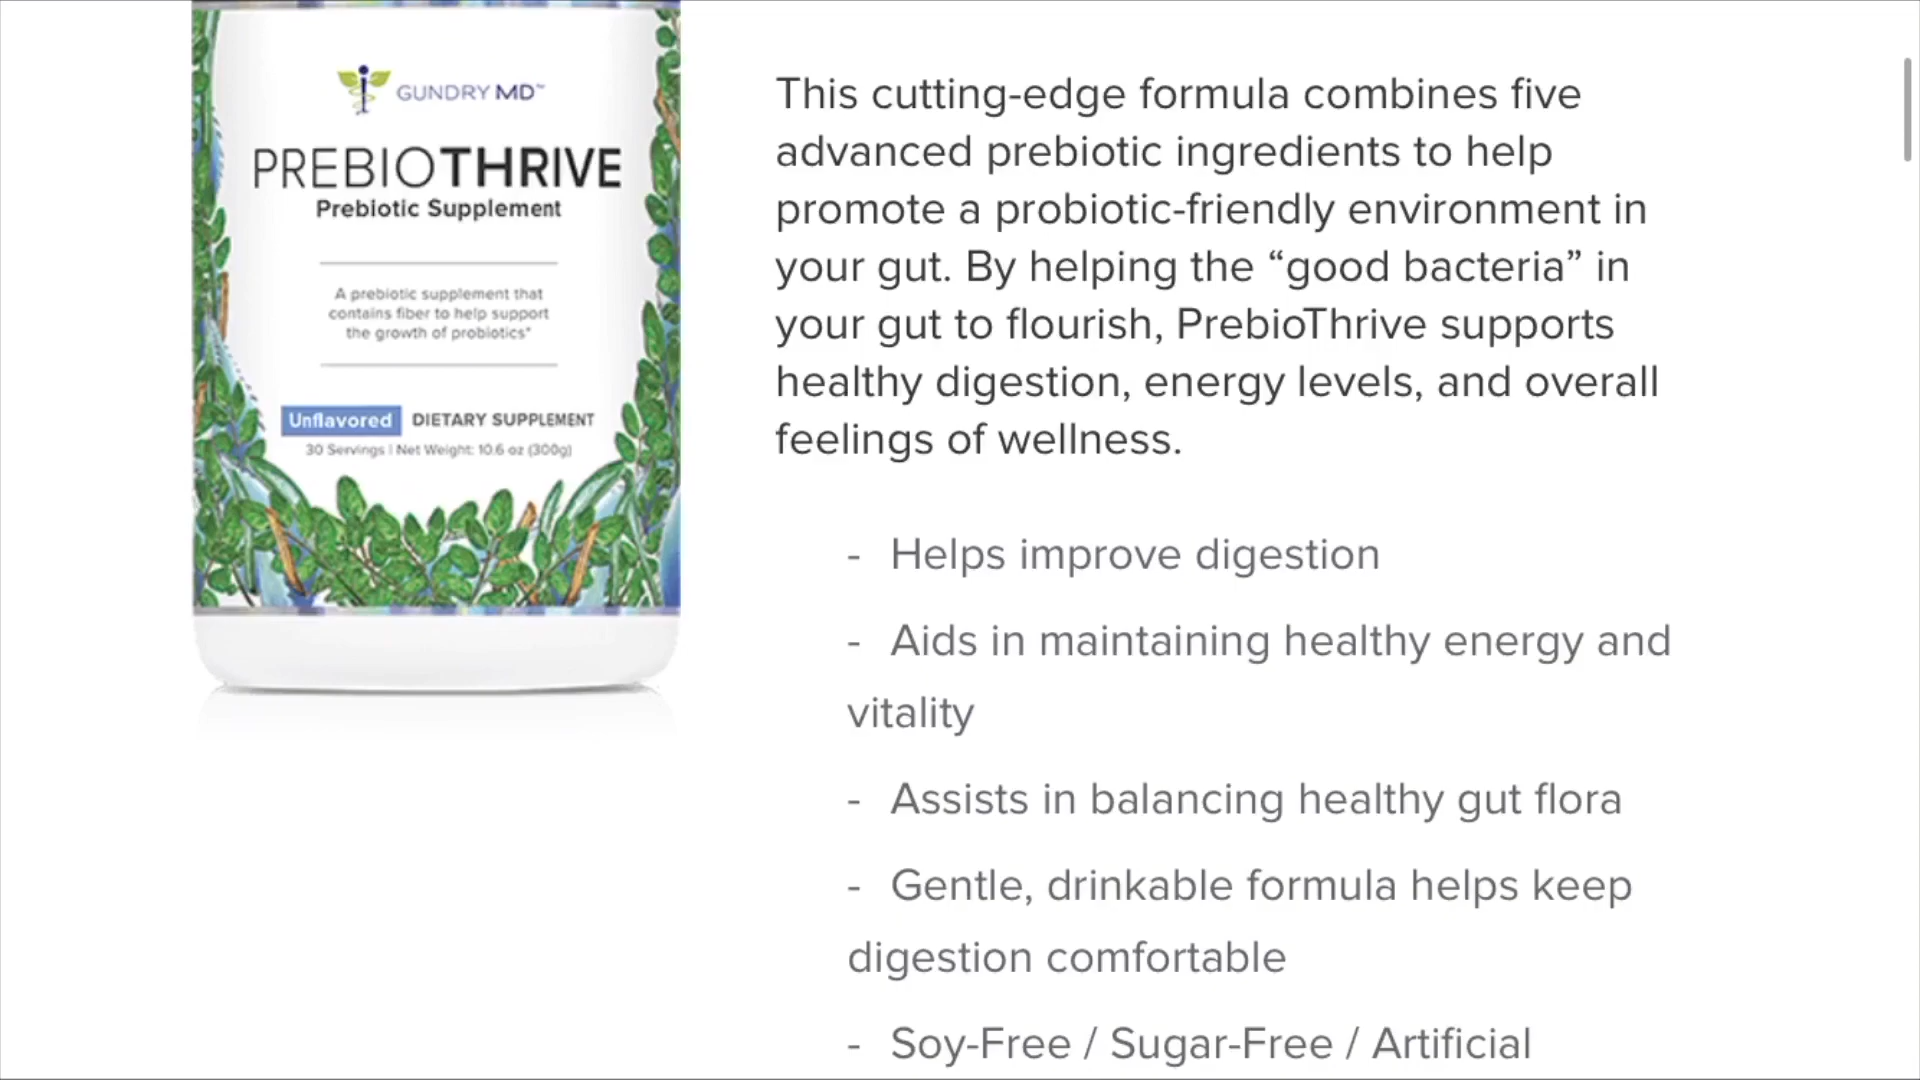 GUNDRY MD™
PREBIOTHRIVE
Prebiotic Supplement
A prebiotic supplement that
contains fiber to help support
the growth of probiotics*
Unflavored DIETARY SUPPLEMENT
30 Servings | Net Weight: 10.6 oz (300g)
This cutting-edge formula combines five
advanced prebiotic ingredients to help
promote a probiotic-friendly environment in
your gut. By helping the “good bacteria” in
your gut to flourish, PrebioThrive supports
healthy digestion, energy levels, and overall
feelings of wellness.
- Helps improve digestion
- Aids in maintaining healthy energy and
vitality
- Assists in balancing healthy gut flora
- Gentle, drinkable formula helps keep
digestion comfortable
- Soy-Free / Sugar-Free / Artificial